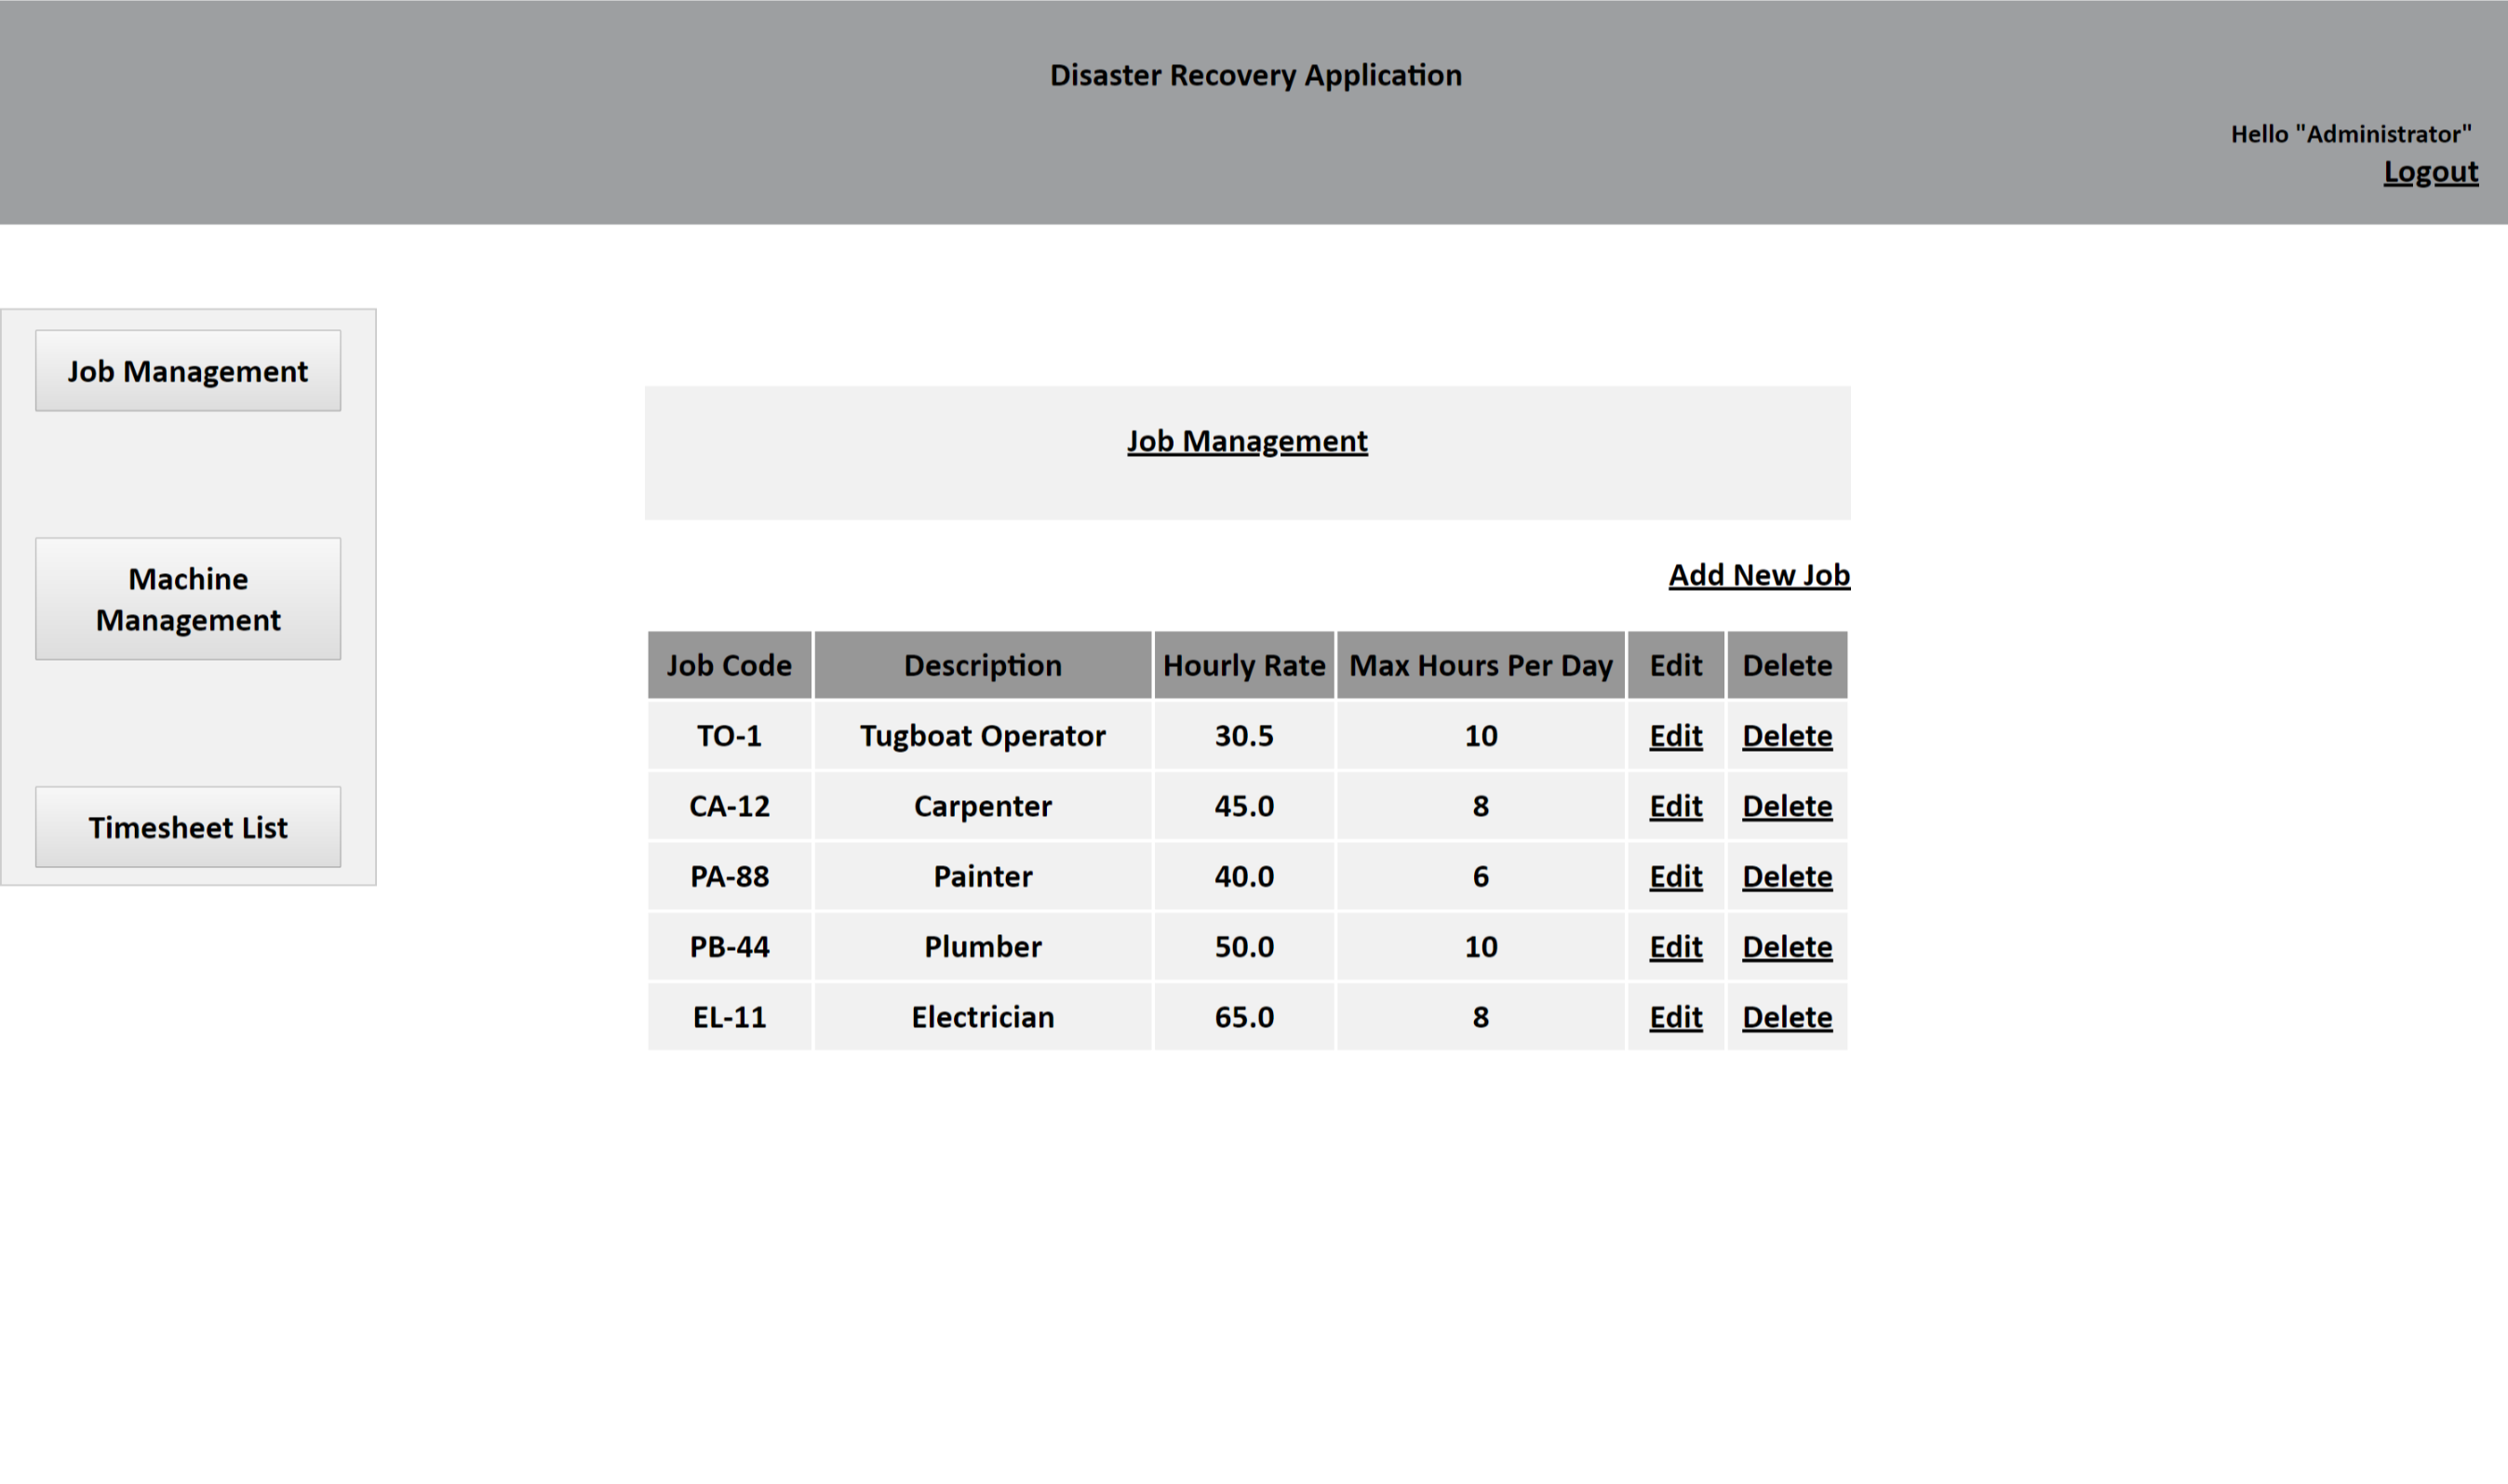 Disaster Recovery Application
Hello "Administrator"
Logout
Job Management
Machine
Management
Timesheet List
Job Management
Add New Job
Job Code Description Hourly Rate Max Hours Per Day Edit Delete
TO-1 Tugboat Operator 30.5 10 Edit Delete
CA-12 Carpenter 45.0 8 Edit Delete
PA-88 Painter 40.0 6 Edit Delete
PB-44 Plumber 50.0 10 Edit Delete
EL-11 Electrician 65.0 8 Edit Delete